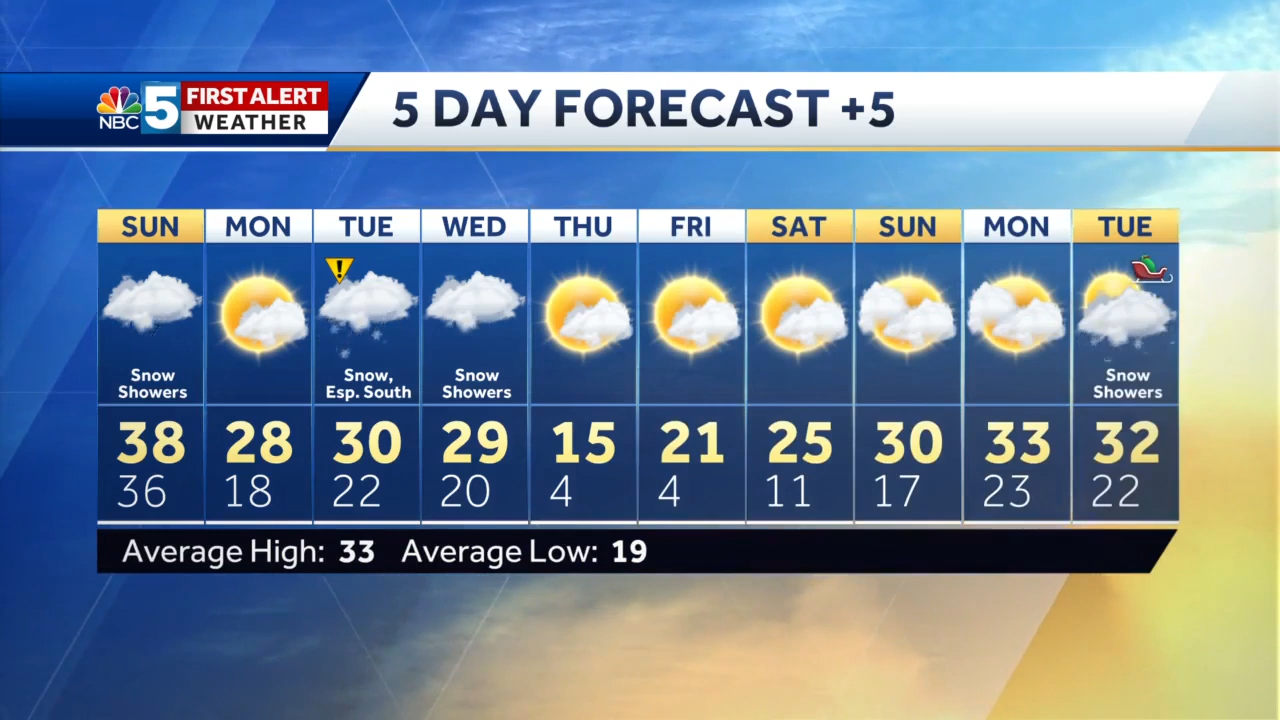 NBC 5 FIRST ALERT WEATHER
5 DAY FORECAST +5
SUN MON TUE WED THU FRI SAT SUN MON TUE
!
Snow Showers
Snow, Esp. South
Snow Showers
Snow Showers
38 28 30 29 15 21 25 30 33 32
36 18 22 20 4 4 11 17 23 22
Average High: 33 Average Low: 19